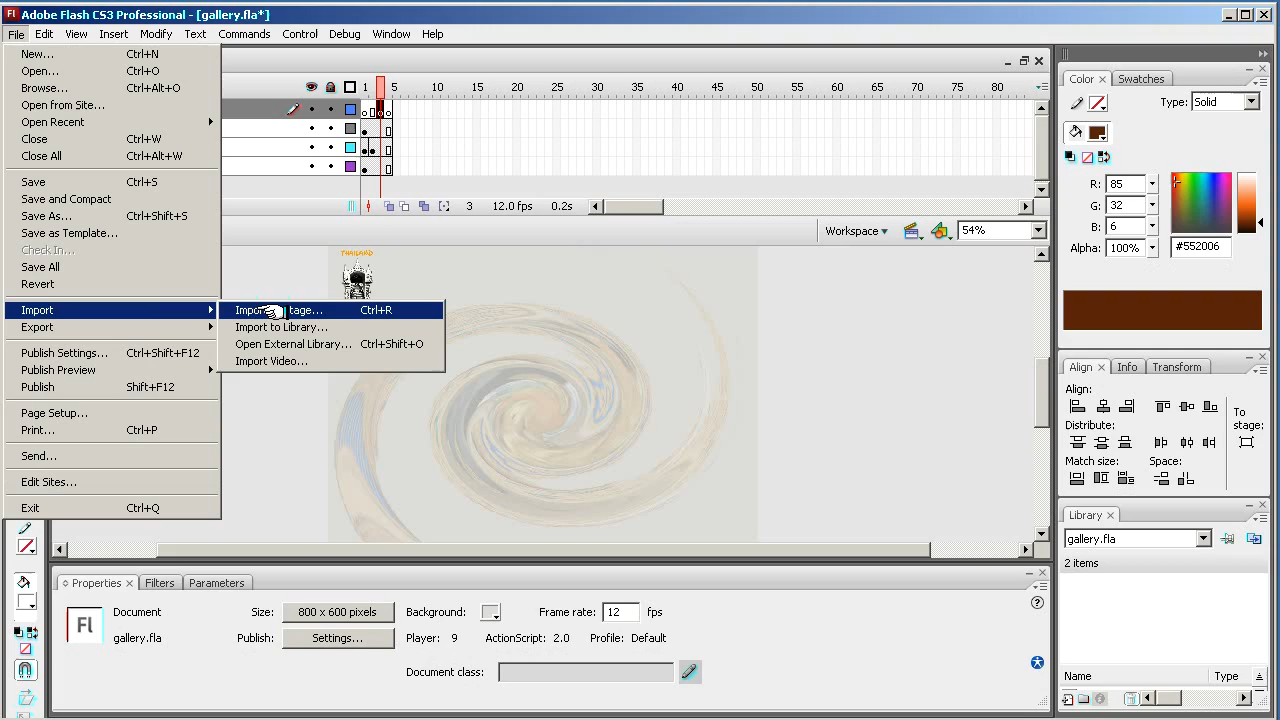 Adobe Flash CS3 Professional - [gallery.fla*]
File Edit View Insert Modify Text Commands Control Debug Window Help
New... Ctrl+N
Open... Ctrl+O
Browse... Ctrl+Alt+O
Open from Site...
Open Recent
Close Ctrl+W
Close All Ctrl+Alt+W
Save Ctrl+S
Save and Compact
Save As... Ctrl+Shift+S
Save as Template...
Check In...
Save All
Revert
Import
Export
Publish Settings... Ctrl+Shift+F12
Publish Preview
Publish Shift+F12
Page Setup...
Print... Ctrl+P
Send...
Edit Sites...
Exit Ctrl+Q
Import tage... Ctrl+R
Import to Library...
Open External Library... Ctrl+Shift+O
Import Video...
1 5 10 15 20 25 30 35 40 45 50 55 60 65 70 75 80
3 12.0 fps 0.2s
Workspace 54%
THAILAND
Properties Filters Parameters
Fl
Document
gallery.fla
Size: 800 x 600 pixels Background: Frame rate: 12 fps
Publish: Settings... Player: 9 ActionScript: 2.0 Profile: Default
Document class:
Color Swatches
Type: Solid
R: 85
G: 32
B: 6
Alpha: 100% #552006
Align Info Transform
Align:
Distribute:
Match size: Space:
To stage:
Library
gallery.fla
2 items
Name Type